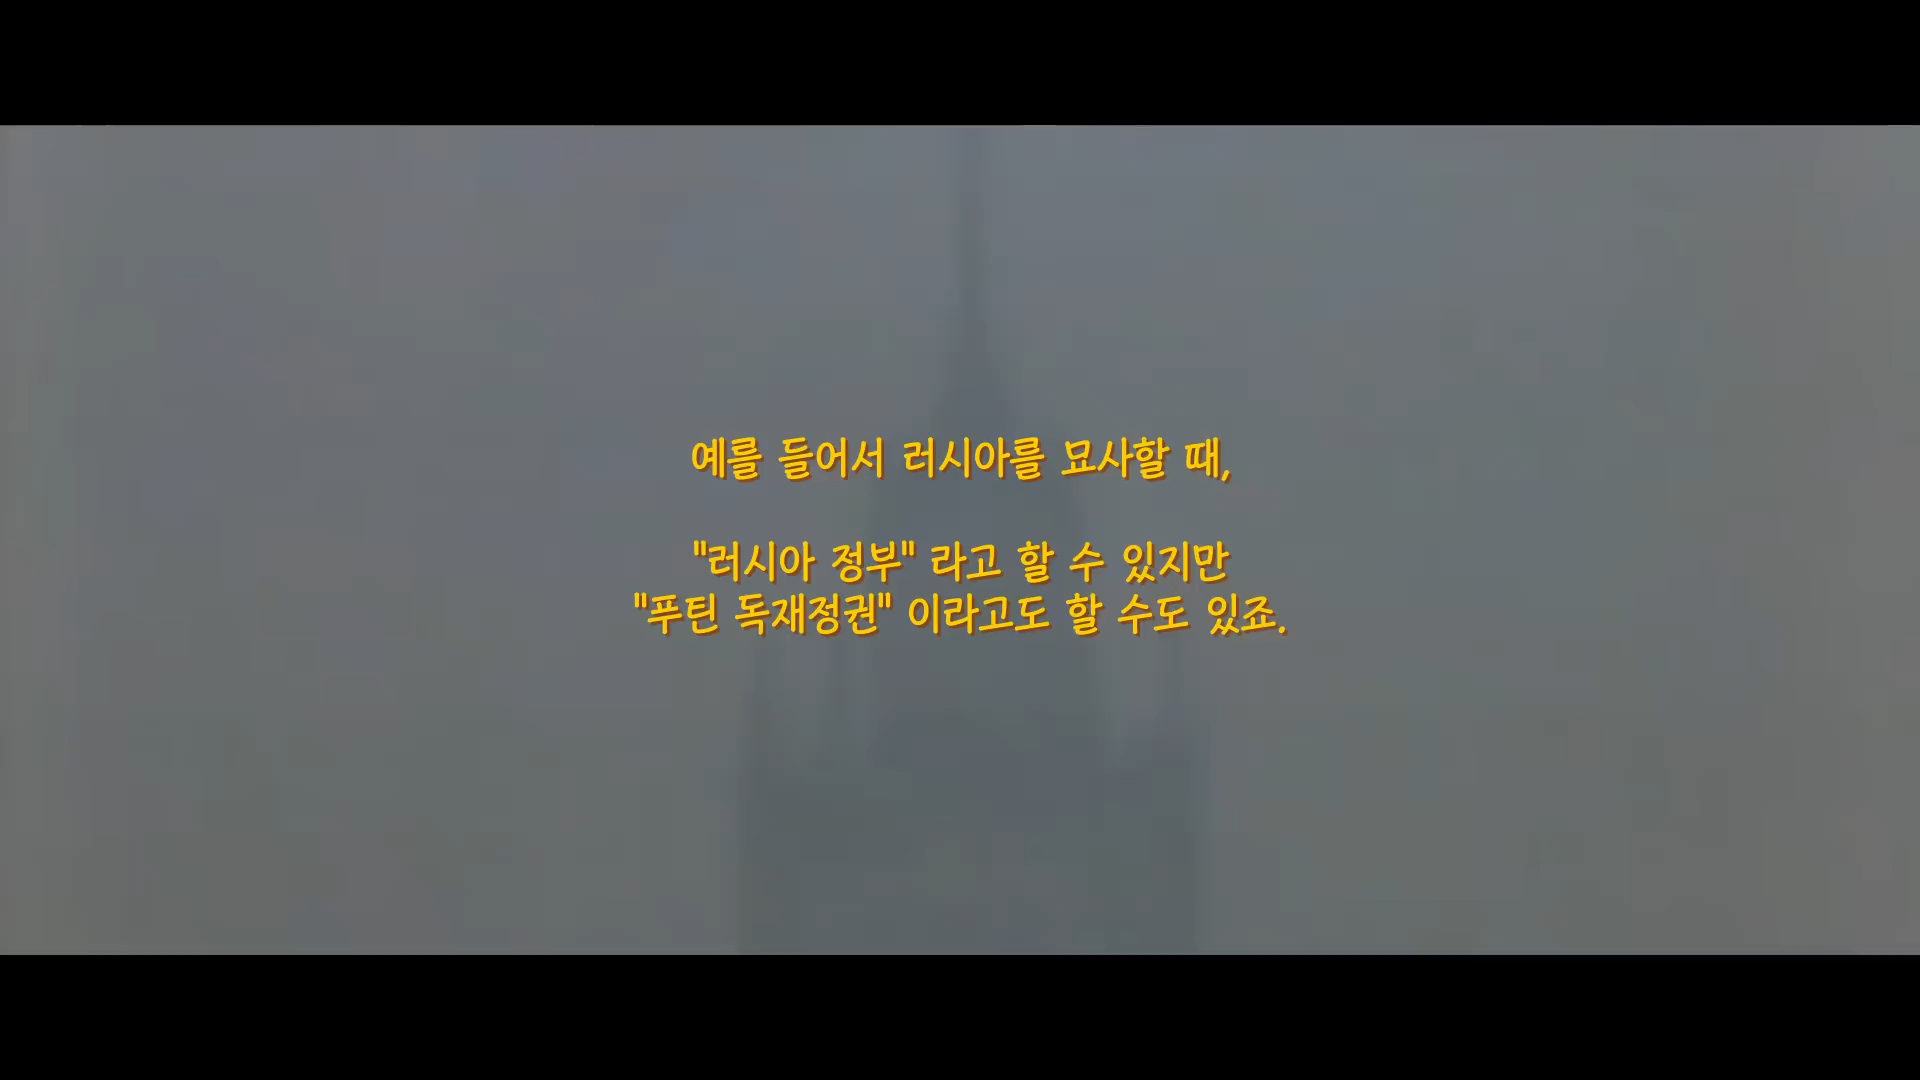 예를 들어서 러시아를 묘사할 때,
"러시아 정부" 라고 할 수 있지만
"푸틴 독재정권" 이라고도 할 수도 있죠.